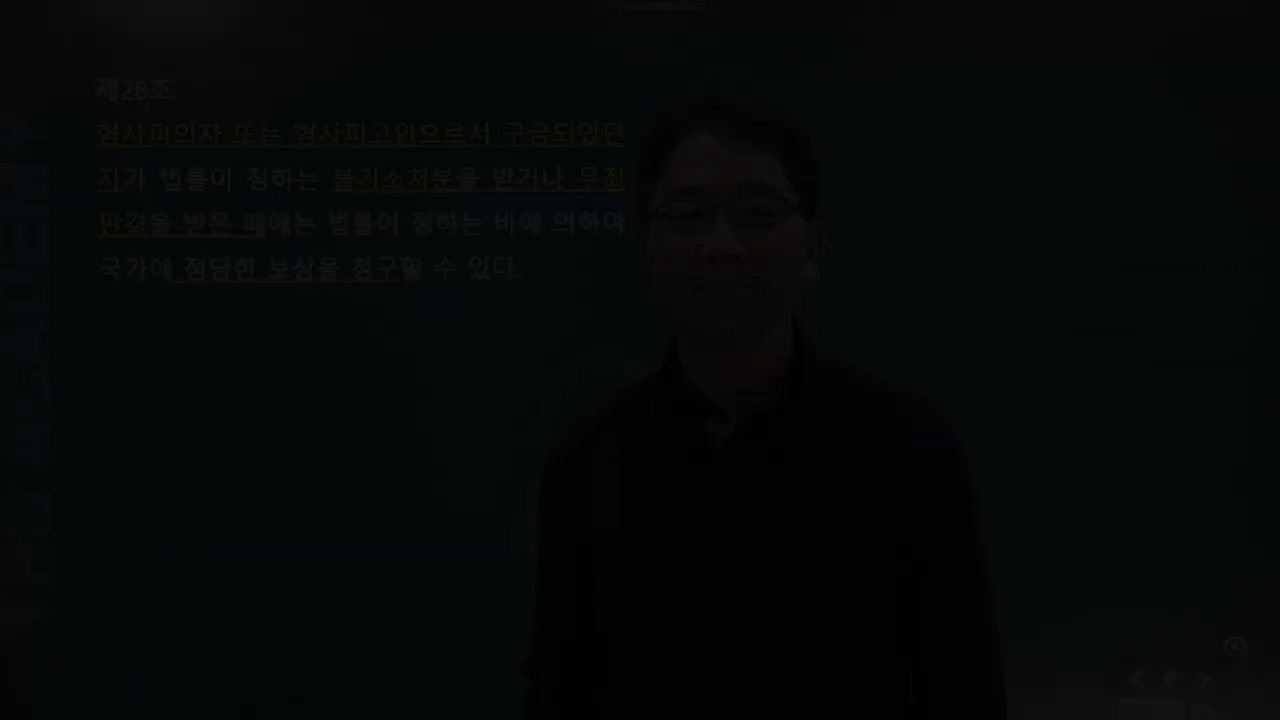 제28조
형사피의자 또는 형사피고인으로서 구금되었던
자가 법률이 정하는 불기소처분을 받거나 무죄
판결을 받은 때에는 법률이 정하는 바에 의하여
국가에 정당한 보상을 청구할 수 있다.